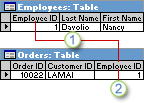 Employees: Table
Employee ID Last Name First Name
1 Davolio Nancy
1
Orders: Table
Order ID Customer ID Employee ID
10022 LAMAI 1
2